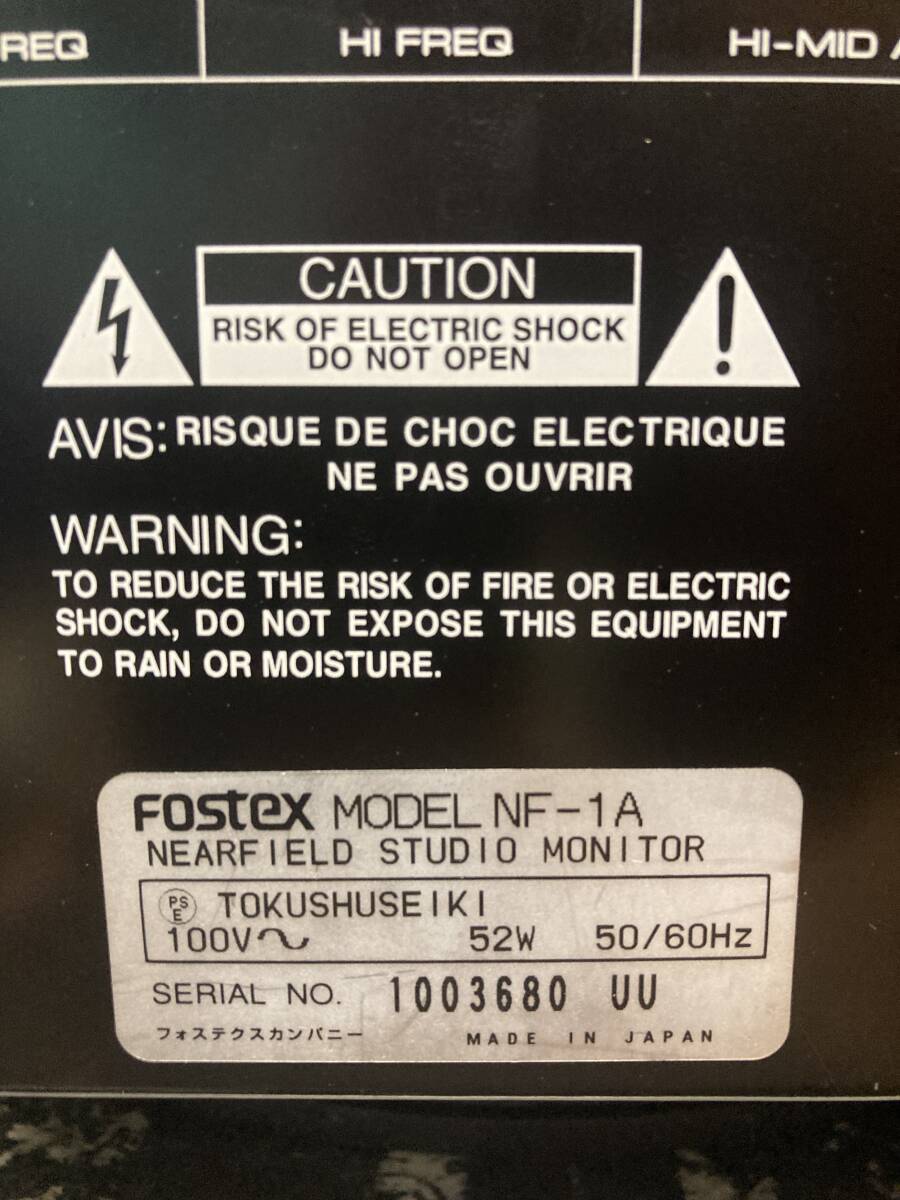 FREQ
HI FREQ
HI-MID
CAUTION
RISK OF ELECTRIC SHOCK
DO NOT OPEN
AVIS: RISQUE DE CHOC ELECTRIQUE
NE PAS OUVRIR
WARNING:
TO REDUCE THE RISK OF FIRE OR ELECTRIC
SHOCK, DO NOT EXPOSE THIS EQUIPMENT
TO RAIN OR MOISTURE.
Fostex MODEL NF-1A
NEARFIELD STUDIO MONITOR
PS
E
TOKUSHUSEIKI
100V 52W 50/60Hz
SERIAL NO. 1003680 UU
フォステクスカンパニー MADE IN JAPAN